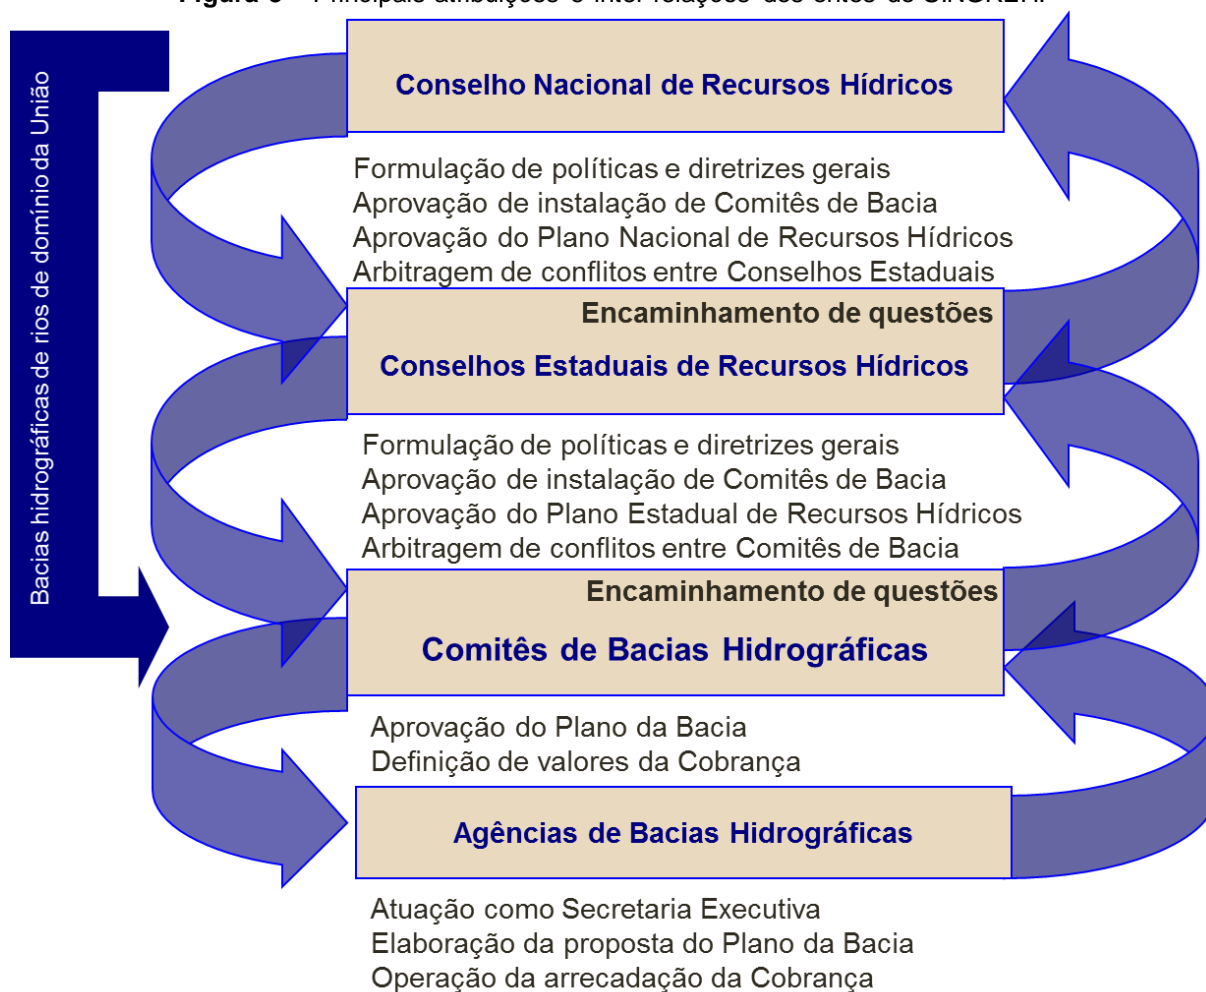 Conselho Nacional de Recursos Hídricos
Formulação de políticas e diretrizes gerais
Aprovação de instalação de Comitês de Bacia
Aprovação do Plano Nacional de Recursos Hídricos
Arbitragem de conflitos entre Conselhos Estaduais
Encaminhamento de questões
Conselhos Estaduais de Recursos Hídricos
Formulação de políticas e diretrizes gerais
Aprovação de instalação de Comitês de Bacia
Aprovação do Plano Estadual de Recursos Hídricos
Arbitragem de conflitos entre Comitês de Bacia
Encaminhamento de questões
Comitês de Bacias Hidrográficas
Aprovação do Plano da Bacia
Definição de valores da Cobrança
Agências de Bacias Hidrográficas
Atuação como Secretaria Executiva
Elaboração da proposta do Plano da Bacia
Operação da arrecadação da Cobrança
Bacias hidrográficas de rios de domínio da União